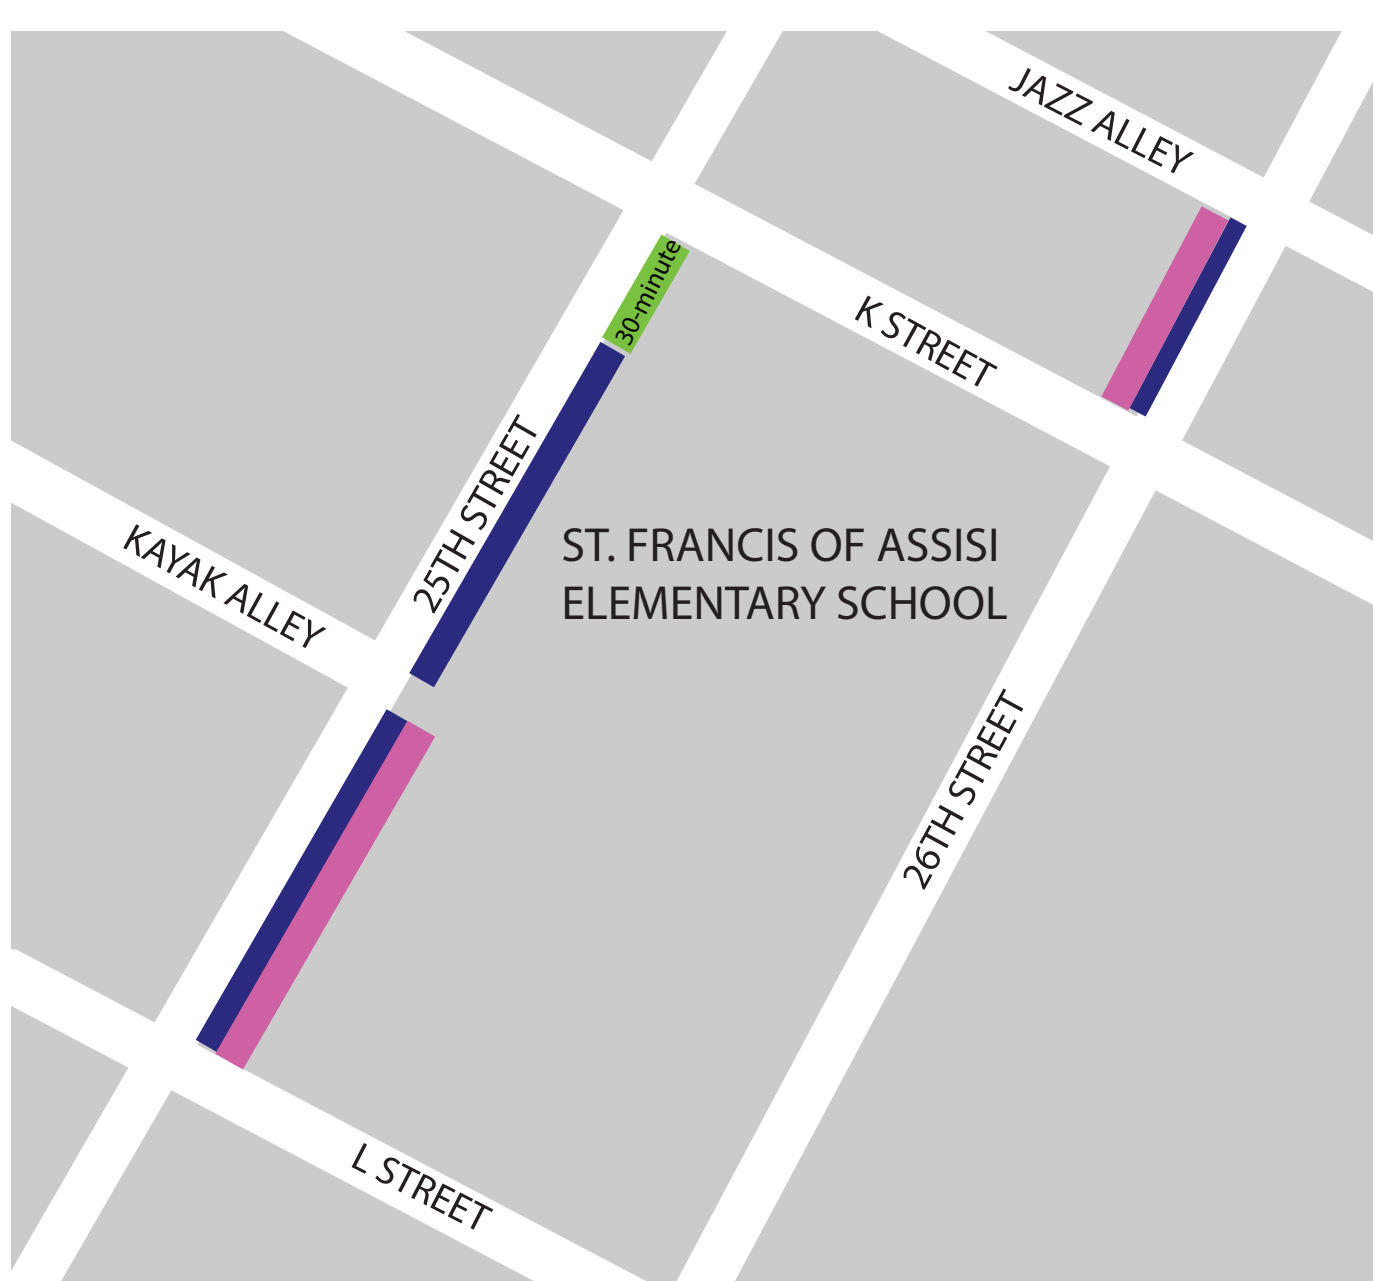 JAZZ ALLEY
30-minute
K STREET
25TH STREET
ST. FRANCIS OF ASSISI
ELEMENTARY SCHOOL
KAYAK ALLEY
26TH STREET
L STREET